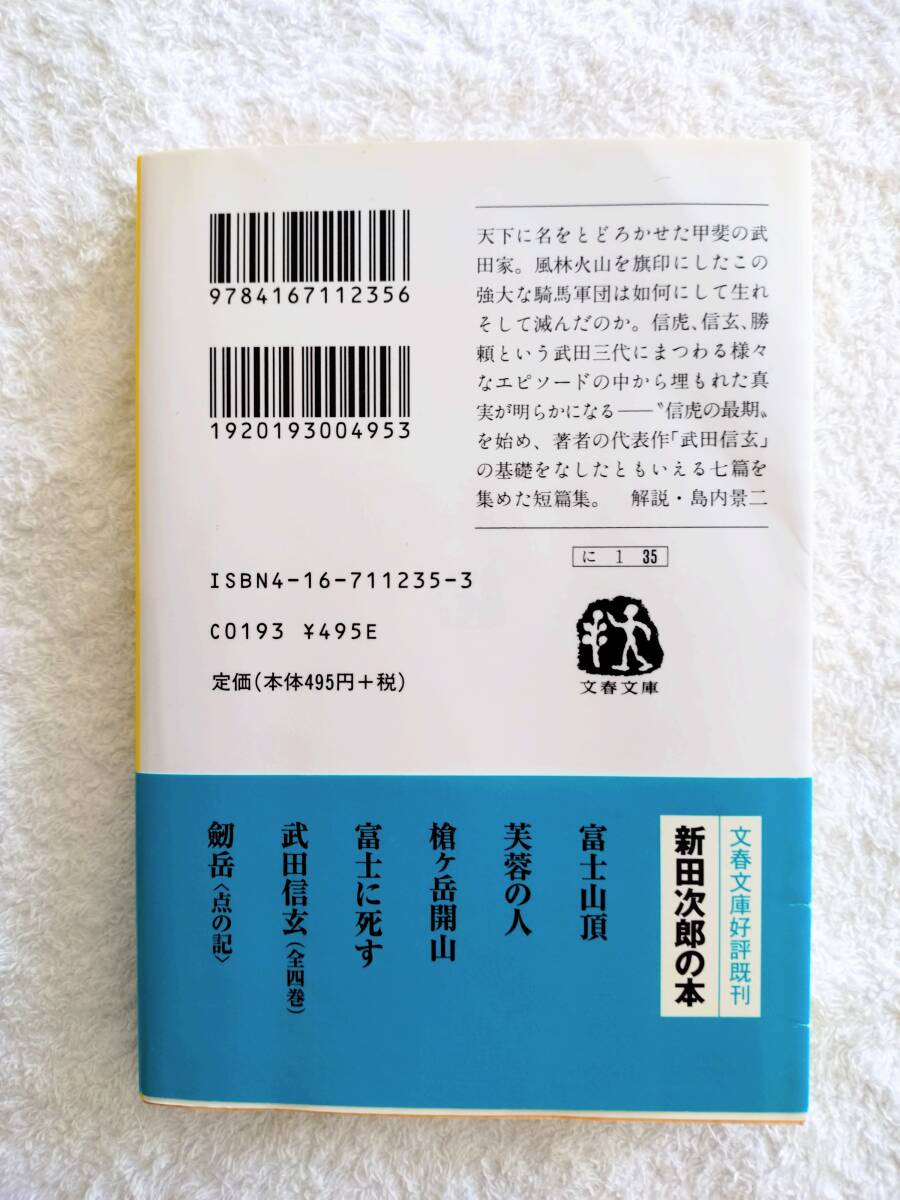 9784167112356
1920193004953
天下に名をとどろかせた甲斐の武
田家。風林火山を旗印にしたこの
強大な騎馬軍団は如何にして生れ
そして滅んだのか。信虎、信玄、勝
頼という武田三代にまつわる様々
なエピソードの中から埋もれた真
実が明らかになる──〝信虎の最期〟
を始め、著者の代表作「武田信玄」
の基礎をなしたともいえる七篇を
集めた短篇集。　解説・島内景二
に 1 35
ISBN4-16-711235-3
C0193 ¥495E
定価(本体495円+税)
文春文庫
文春文庫好評既刊
新田次郎の本
富士山頂
芙蓉の人
槍ヶ岳開山
富士に死す
武田信玄(全四巻)
劒岳〈点の記〉